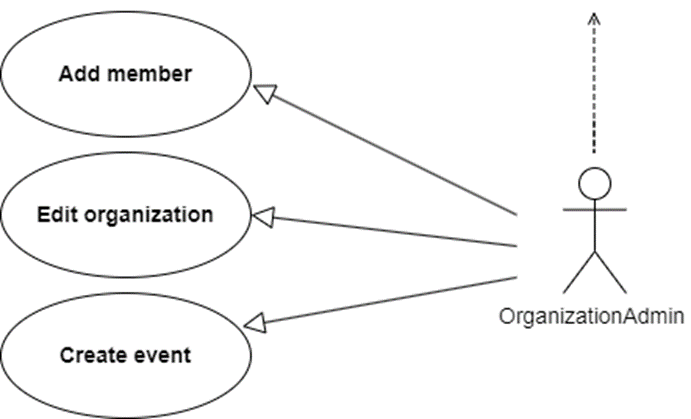 Add member
Edit organization
Create event
OrganizationAdmin